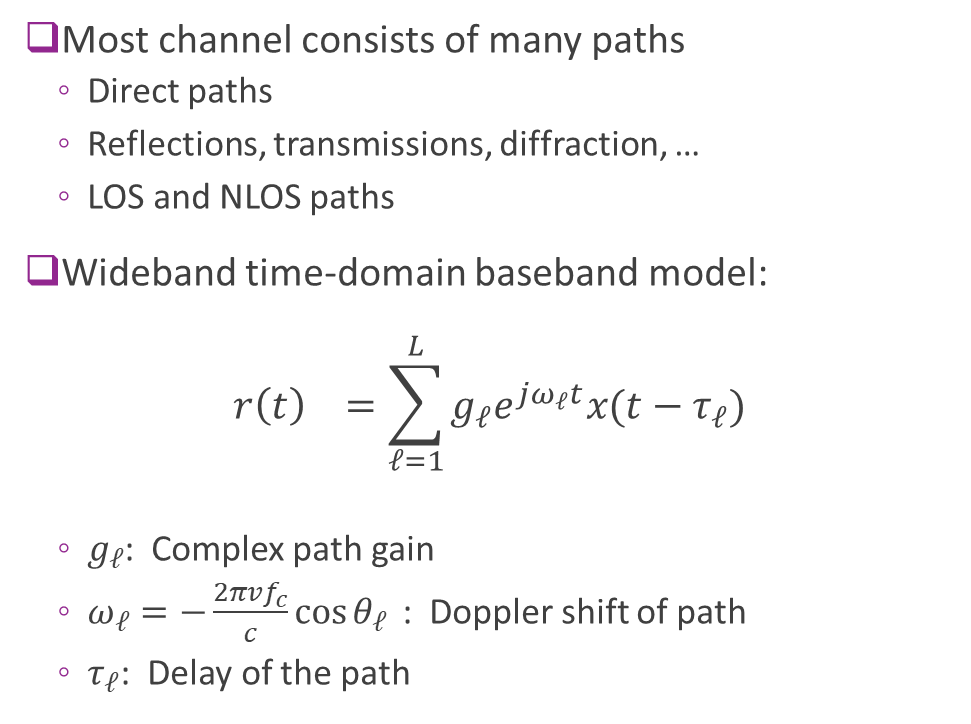 ❑Most channel consists of many paths
◦ Direct paths
◦ Reflections, transmissions, diffraction, …
◦ LOS and NLOS paths
❑Wideband time-domain baseband model:
$r(t) = \sum_{\ell=1}^{L} g_\ell e^{j\omega_\ell t} x(t - \tau_\ell)$
◦ $g_\ell$: Complex path gain
◦ $\omega_\ell = -\frac{2\pi v f_c}{c} \cos \theta_\ell$ : Doppler shift of path
◦ $\tau_\ell$: Delay of the path